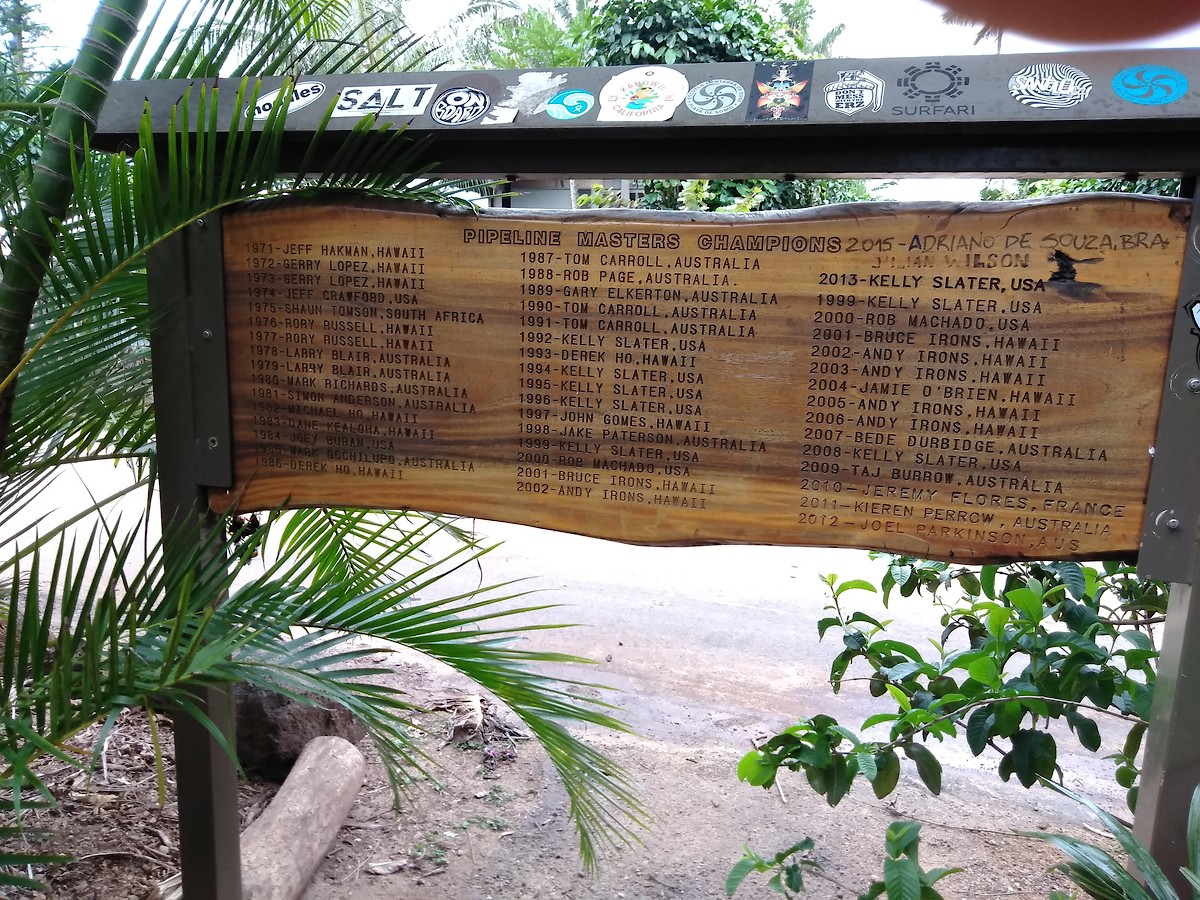 SALT
CALIFORNIA
SURFARI
PIPELINE MASTERS CHAMPIONS
1971-JEFF HAKMAN,HAWAII
1972-GERRY LOPEZ,HAWAII
1973-GERRY LOPEZ,HAWAII
1974-JEFF CRAWFORD,USA
1975-SHAUN TOMSON,SOUTH AFRICA
1976-RORY RUSSELL,HAWAII
1977-RORY RUSSELL,HAWAII
1978-LARRY BLAIR,AUSTRALIA
1979-LARRY BLAIR,AUSTRALIA
1980-MARK RICHARDS,AUSTRALIA
1981-SIMON ANDERSON,AUSTRALIA
1982-MICHAEL HO,HAWAII
1983-DANE KEALOHA,HAWAII
1984-JOEY BURAN,USA
1985-MARK OCCHILUPO,AUSTRALIA
1986-DEREK HO,HAWAII
1987-TOM CARROLL,AUSTRALIA
1988-ROB PAGE,AUSTRALIA.
1989-GARY ELKERTON,AUSTRALIA
1990-TOM CARROLL,AUSTRALIA
1991-TOM CARROLL,AUSTRALIA
1992-KELLY SLATER,USA
1993-DEREK HO,HAWAII
1994-KELLY SLATER,USA
1995-KELLY SLATER,USA
1996-KELLY SLATER,USA
1997-JOHN GOMES,HAWAII
1998-JAKE PATERSON,AUSTRALIA
1999-KELLY SLATER,USA
2000-ROB MACHADO,USA
2001-BRUCE IRONS,HAWAII
2002-ANDY IRONS,HAWAII
2015-ADRIANO DE SOUZA,BRA
JULIAN WILSON
2013-KELLY SLATER,USA
1999-KELLY SLATER,USA
2000-ROB MACHADO,USA
2001-BRUCE IRONS,HAWAII
2002-ANDY IRONS,HAWAII
2003-ANDY IRONS,HAWAII
2004-JAMIE O'BRIEN,HAWAII
2005-ANDY IRONS,HAWAII
2006-ANDY IRONS,HAWAII
2007-BEDE DURBIDGE,AUSTRALIA
2008-KELLY SLATER,USA
2009-TAJ BURROW,AUSTRALIA
2010-JEREMY FLORES,FRANCE
2011-KIEREN PERROW,AUSTRALIA
2012-JOEL PARKINSON,AUS